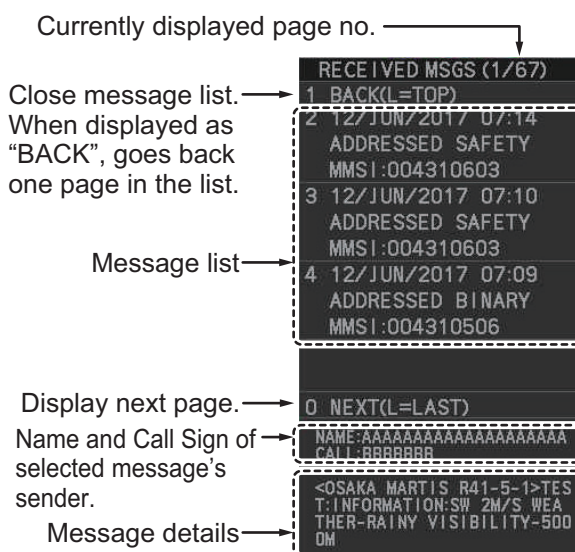 Currently displayed page no.
RECEIVED MSGS (1/67)
Close message list.
When displayed as
“BACK”, goes back
one page in the list.
1 BACK(L=TOP)
2 12/JUN/2017 07:14
ADDRESSED SAFETY
MMSI:004310603
3 12/JUN/2017 07:10
ADDRESSED SAFETY
MMSI:004310603
Message list
4 12/JUN/2017 07:09
ADDRESSED BINARY
MMSI:004310506
Display next page.
0 NEXT(L=LAST)
Name and Call Sign of
selected message’s
sender.
NAME:AAAAAAAAAAAAAAAAAAAA
CALL:BBBBBBB
Message details
<OSAKA MARTIS R41-5-1>TES
T:INFORMATION:SW 2M/S WEA
THER-RAINY VISIBILITY-500
0M